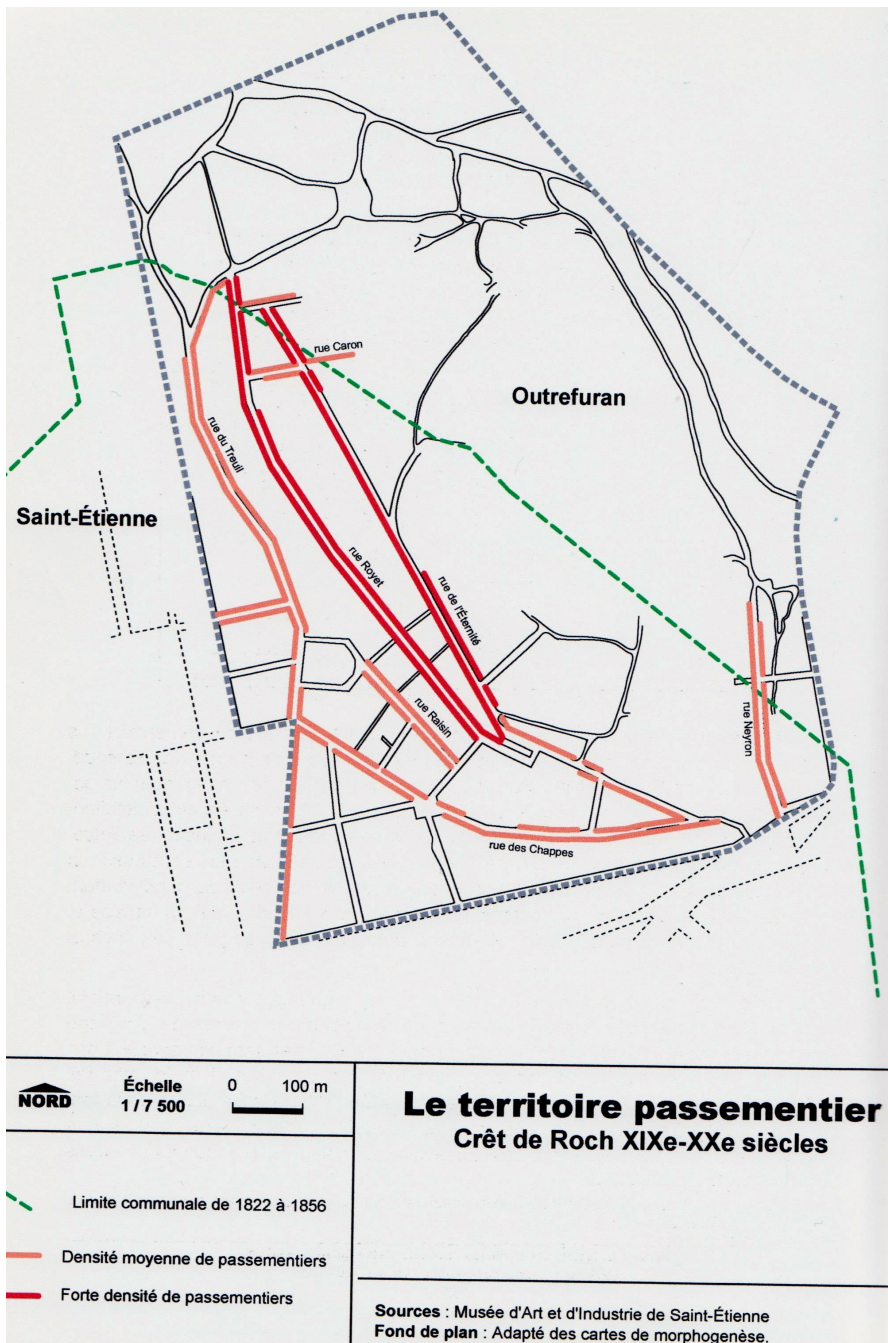 rue Caron
Outrefuran
rue du Treuil
Saint-Étienne
rue Royet
rue de l'Éternité
rue Raisin
rue Neyron
rue des Chappes
NORD
Échelle
1 / 7 500
0 100 m
Le territoire passementier
Crêt de Roch XIXe-XXe siècles
Limite communale de 1822 à 1856
Densité moyenne de passementiers
Forte densité de passementiers
Sources : Musée d'Art et d'Industrie de Saint-Étienne
Fond de plan : Adapté des cartes de morphogenèse.